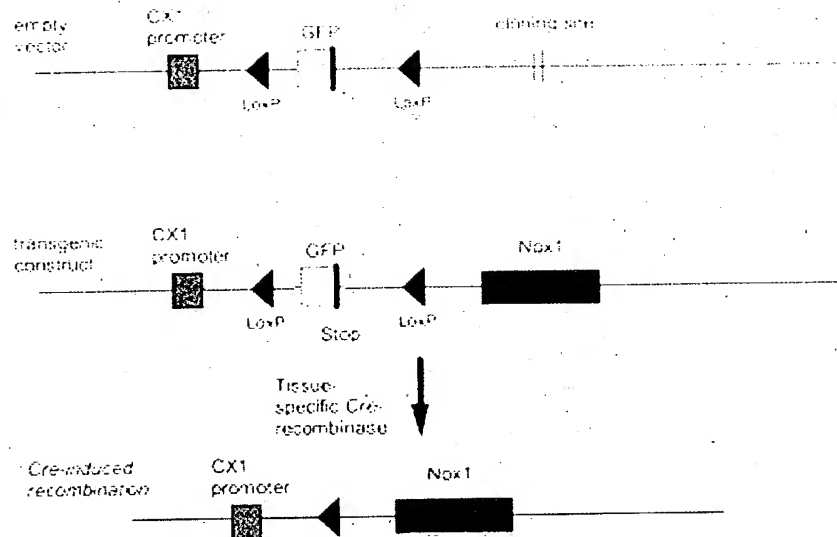 empty
vector
CX1
promoter
GFP
cloning site
LoxP
LoxP
transgenic
construct
CX1
promoter
GFP
Nox1
LoxP
Stop
LoxP
Tissue-
specific Cre-
recombinase
Cre-induced
recombination
CX1
promoter
Nox1